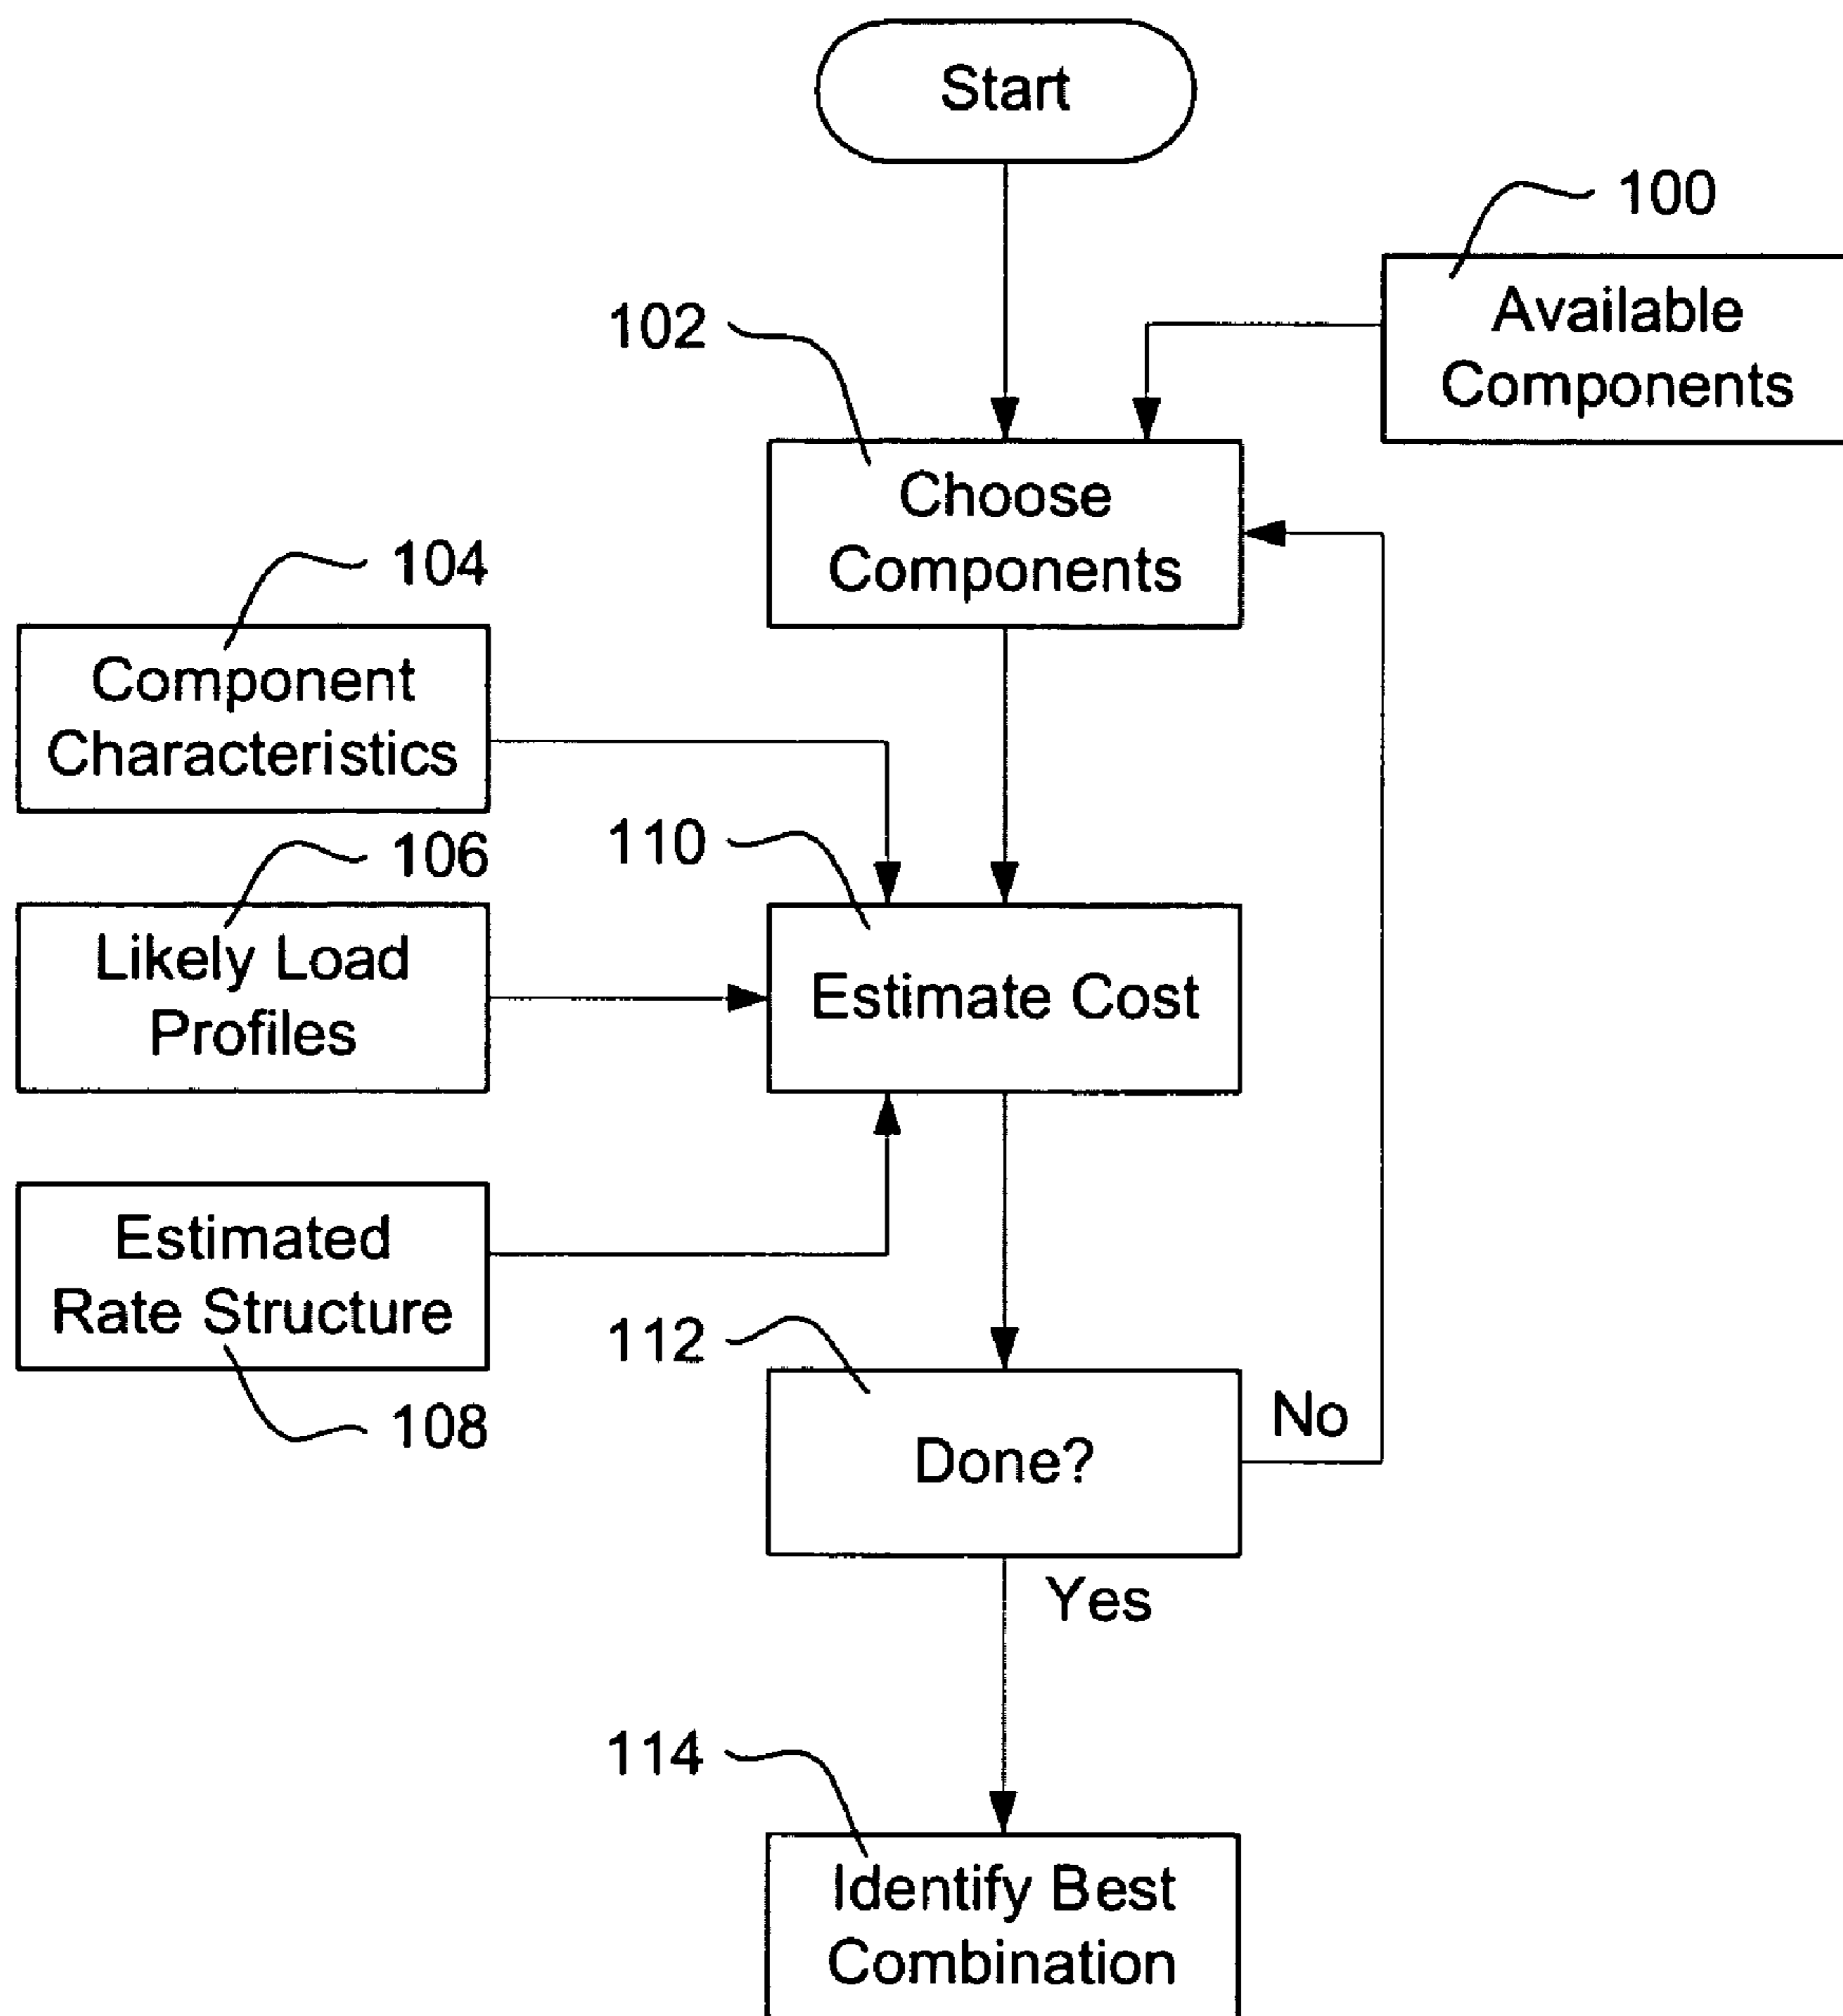 Start
100
Available
Components
102
Choose
Components
104
Component
Characteristics
106
Likely Load
Profiles
110
Estimate Cost
Estimated
Rate Structure
108
112
Done?
No
Yes
114
Identify Best
Combination